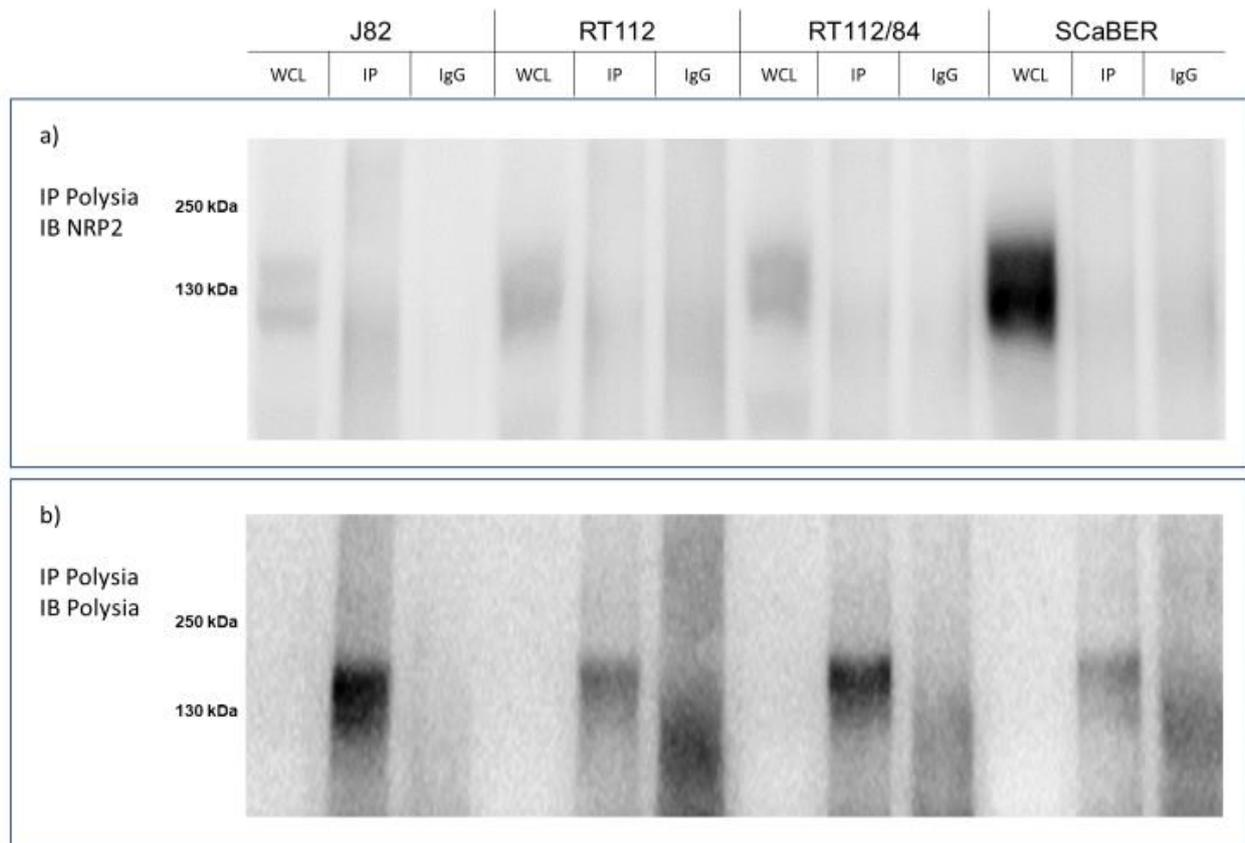 J82 RT112 RT112/84 SCaBER
WCL IP IgG WCL IP IgG WCL IP IgG WCL IP IgG
a)
IP Polysia
IB NRP2
250 kDa
130 kDa
b)
IP Polysia
IB Polysia
250 kDa
130 kDa